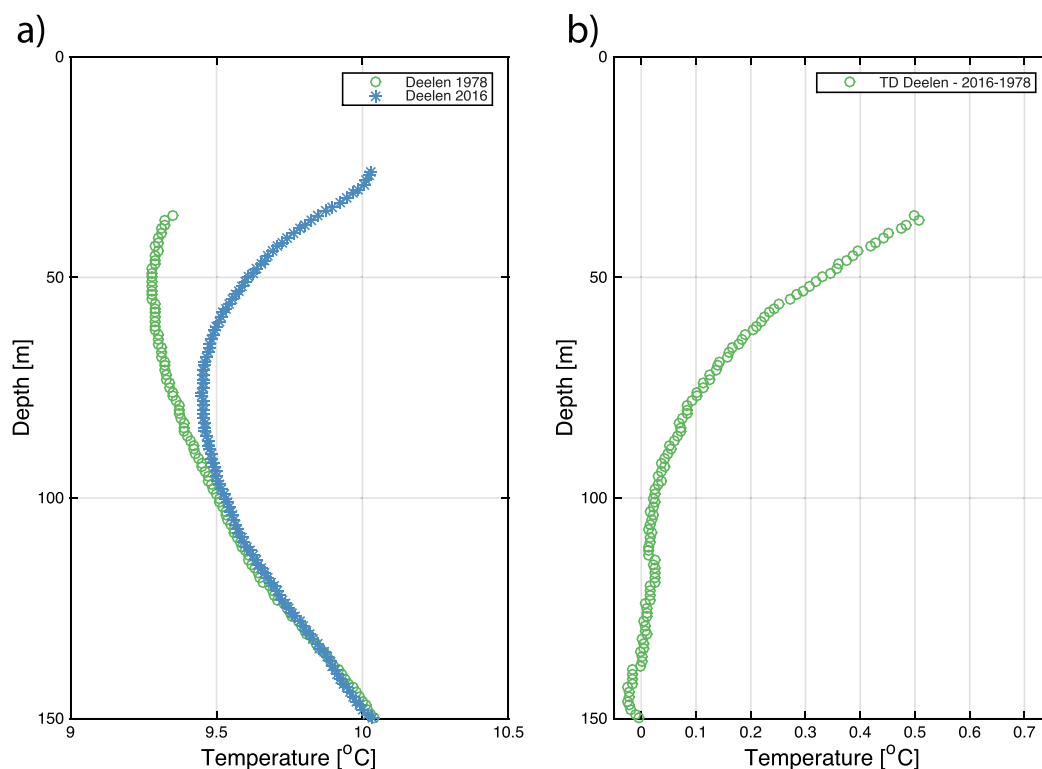 a)
0
50
100
150
Depth [m]
Deelen 1978
Deelen 2016
9
9.5
10
10.5
Temperature [°C]
b)
0
50
100
150
Depth [m]
TD Deelen - 2016-1978
0
0.1
0.2
0.3
0.4
0.5
0.6
0.7
Temperature [°C]